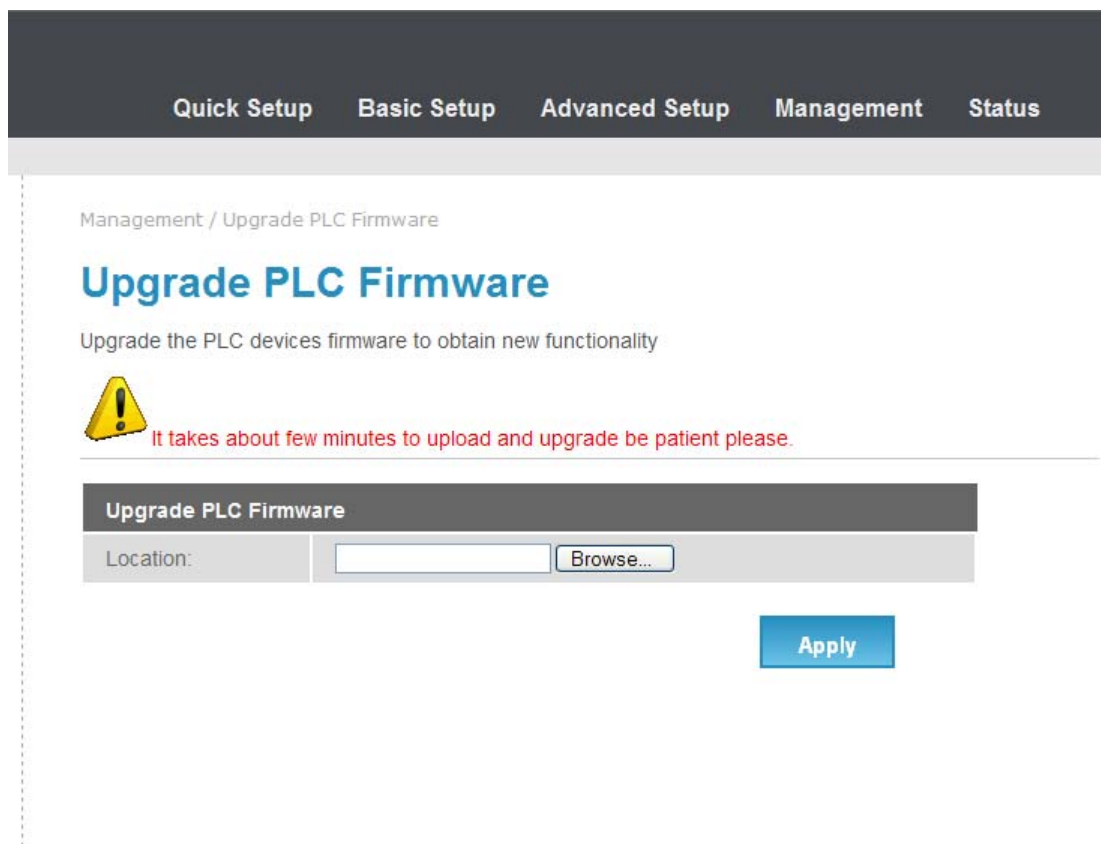 Quick Setup Basic Setup Advanced Setup Management Status
Management / Upgrade PLC Firmware
Upgrade PLC Firmware
Upgrade the PLC devices firmware to obtain new functionality
It takes about few minutes to upload and upgrade be patient please.
Upgrade PLC Firmware
Location: Browse...
Apply